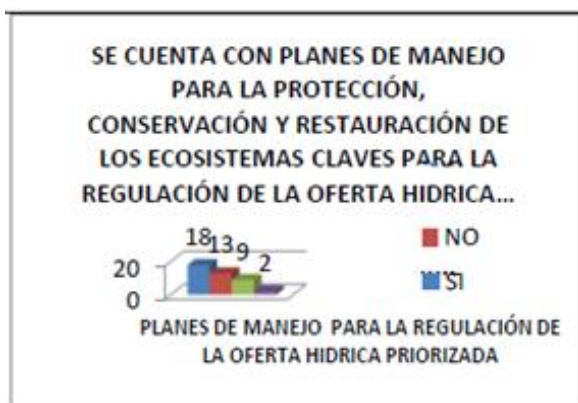 SE CUENTA CON PLANES DE MANEJO
PARA LA PROTECCIÓN,
CONSERVACIÓN Y RESTAURACIÓN DE
LOS ECOSISTEMAS CLAVES PARA LA
REGULACIÓN DE LA OFERTA HIDRICA...
18 13 9 2
20
0
NO
SI
PLANES DE MANEJO PARA LA REGULACIÓN DE
LA OFERTA HIDRICA PRIORIZADA